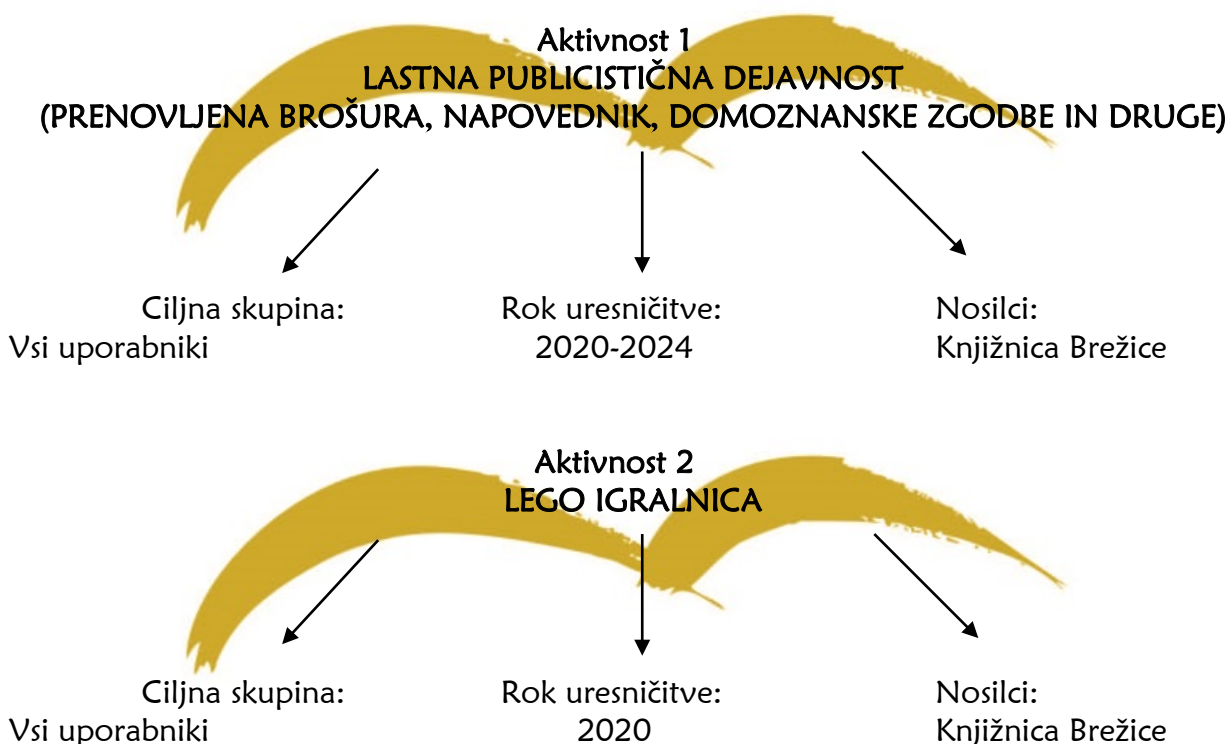 Aktivnost 1
LASTNA PUBLICISTIČNA DEJAVNOST
(PRENOVLJENA BROŠURA, NAPOVEDNIK, DOMOZNANSKE ZGODBE IN DRUGE)
Ciljna skupina: Rok uresničitve: Nosilci:
Vsi uporabniki 2020-2024 Knjižnica Brežice
Aktivnost 2
LEGO IGRALNICA
Ciljna skupina: Rok uresničitve: Nosilci:
Vsi uporabniki 2020 Knjižnica Brežice